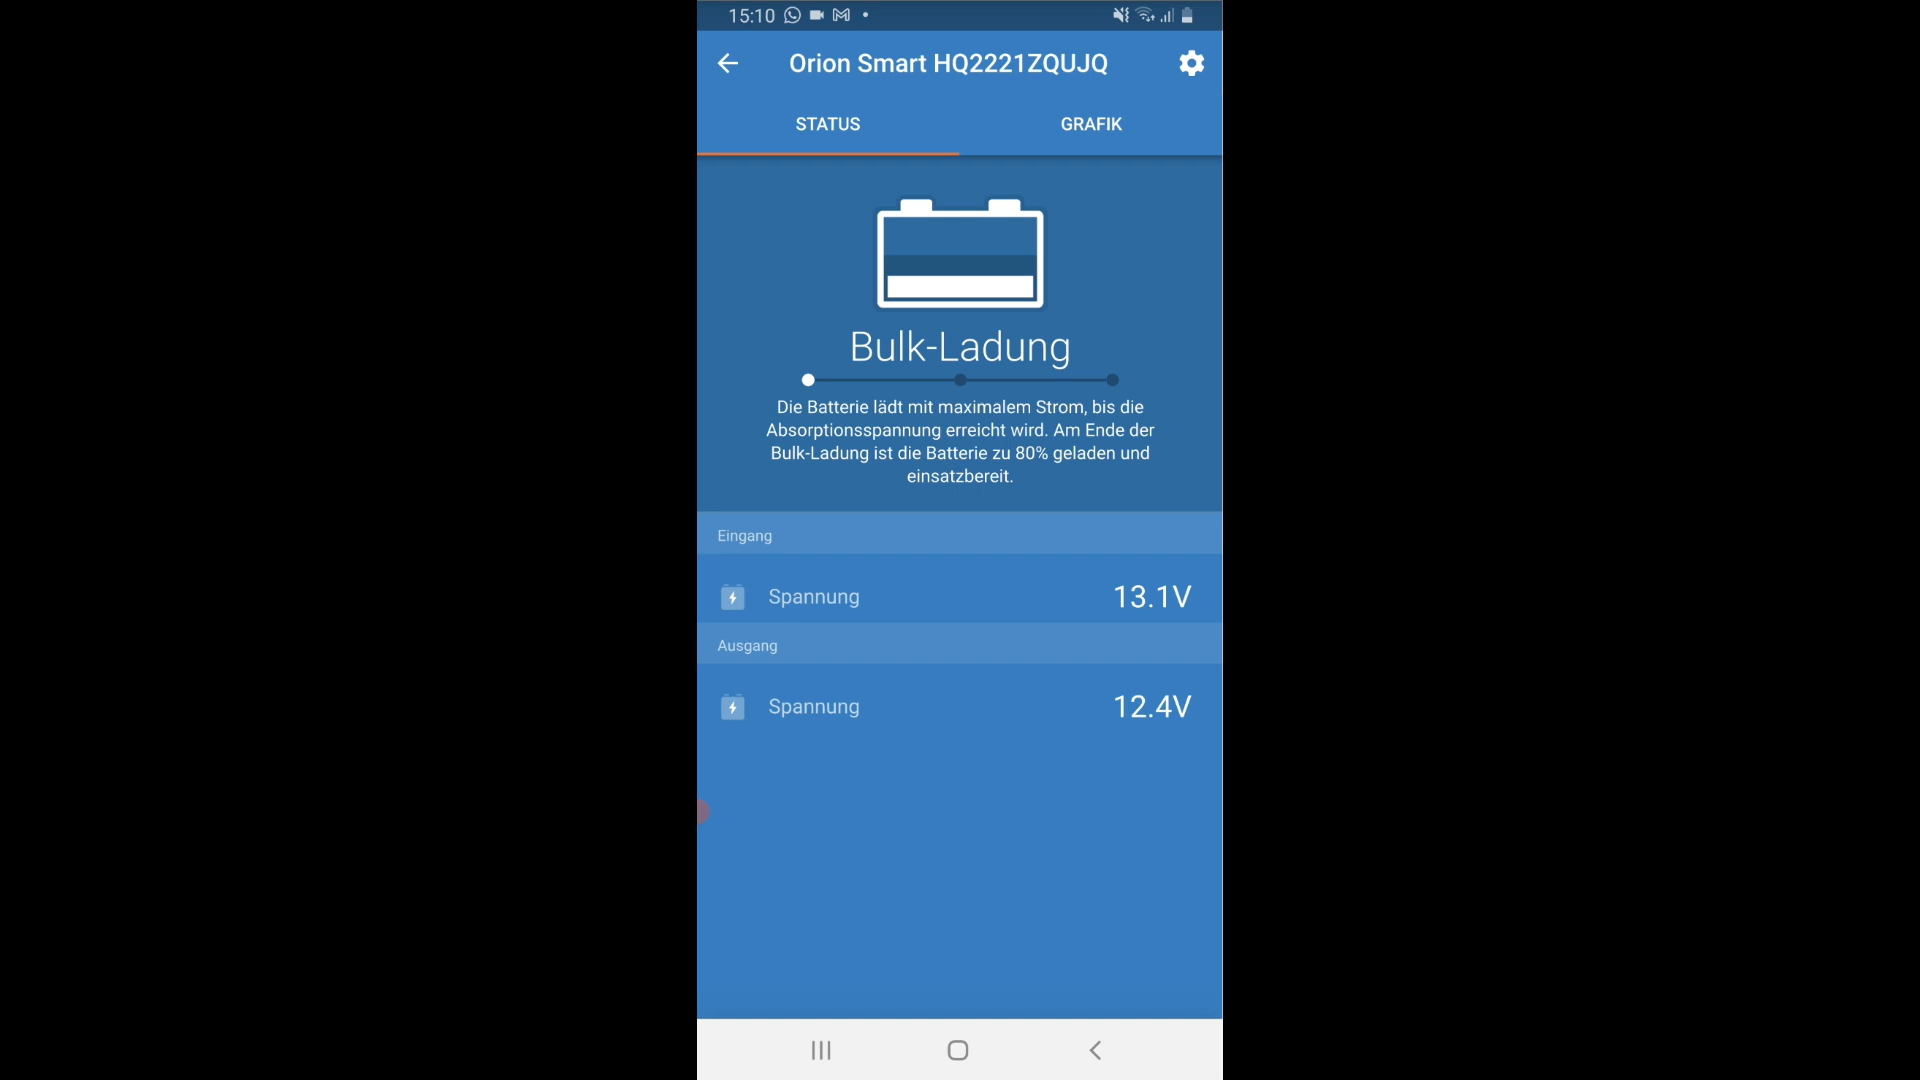 15:10
Orion Smart HQ2221ZQUJQ
STATUS
GRAFIK
Bulk-Ladung
Die Batterie lädt mit maximalem Strom, bis die
Absorptionsspannung erreicht wird. Am Ende der
Bulk-Ladung ist die Batterie zu 80% geladen und
einsatzbereit.
Eingang
Spannung 13.1V
Ausgang
Spannung 12.4V